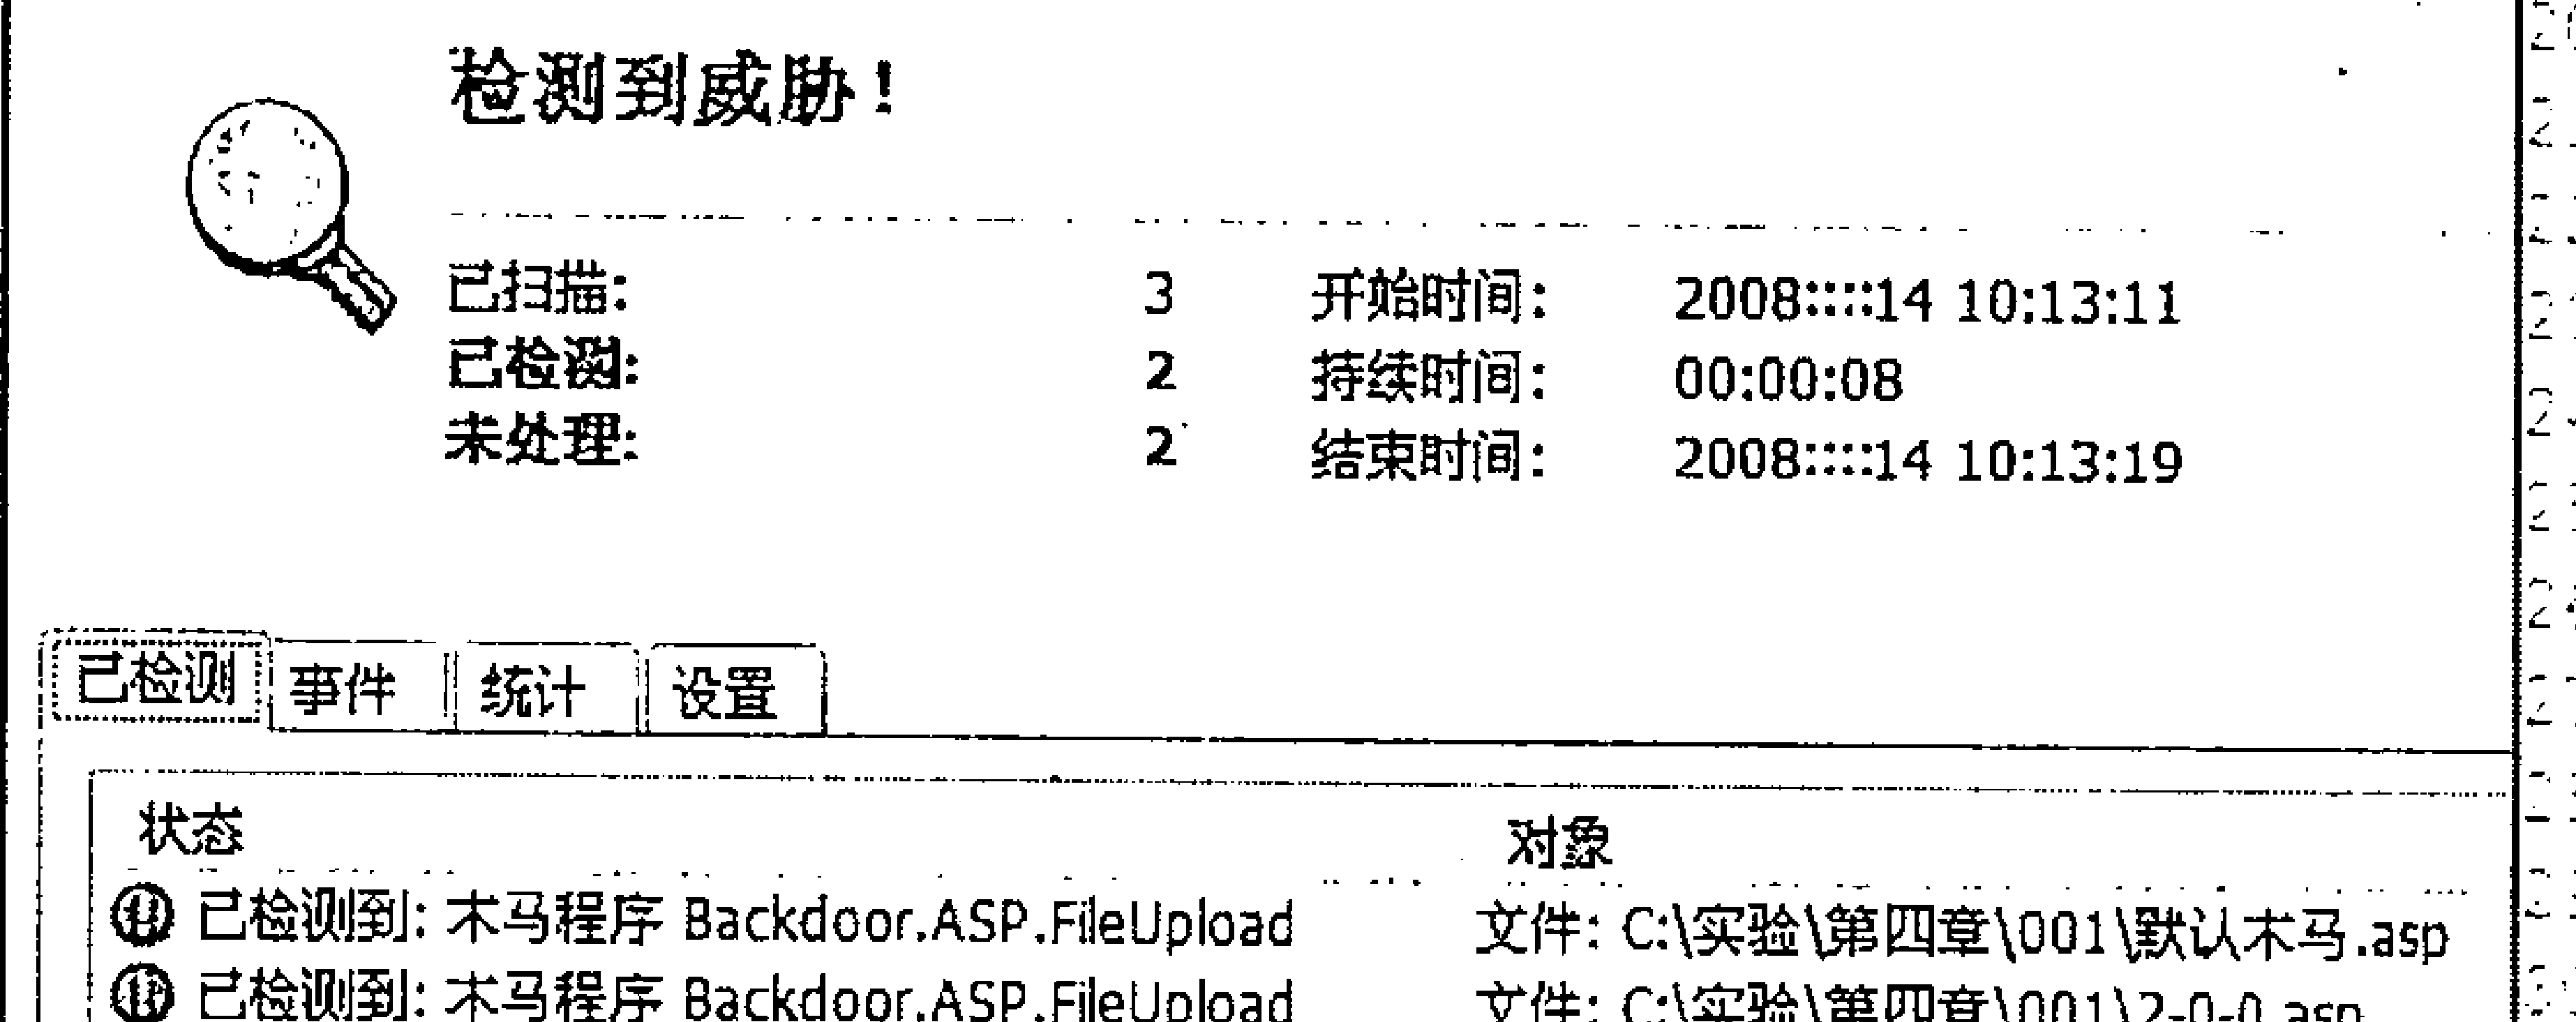 检测到威胁!
已扫描: 3 开始时间: 2008::::14 10:13:11
已检测: 2 持续时间: 00:00:08
未处理: 2 结束时间: 2008::::14 10:13:19
已检测 事件 统计 设置
状态 对象
已检测到: 木马程序 Backdoor.ASP.FileUpload 文件: C:\实验\第四章\001\默认木马.asp
已检测到: 木马程序 Backdoor.ASP.FileUpload 文件: C:\实验\第四章\001\2-0-0.asp